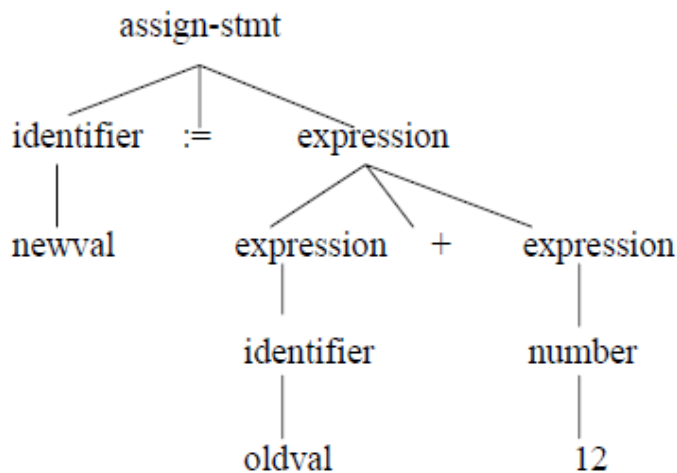 assign-stmt
identifier := expression
newval expression + expression
identifier number
oldval 12